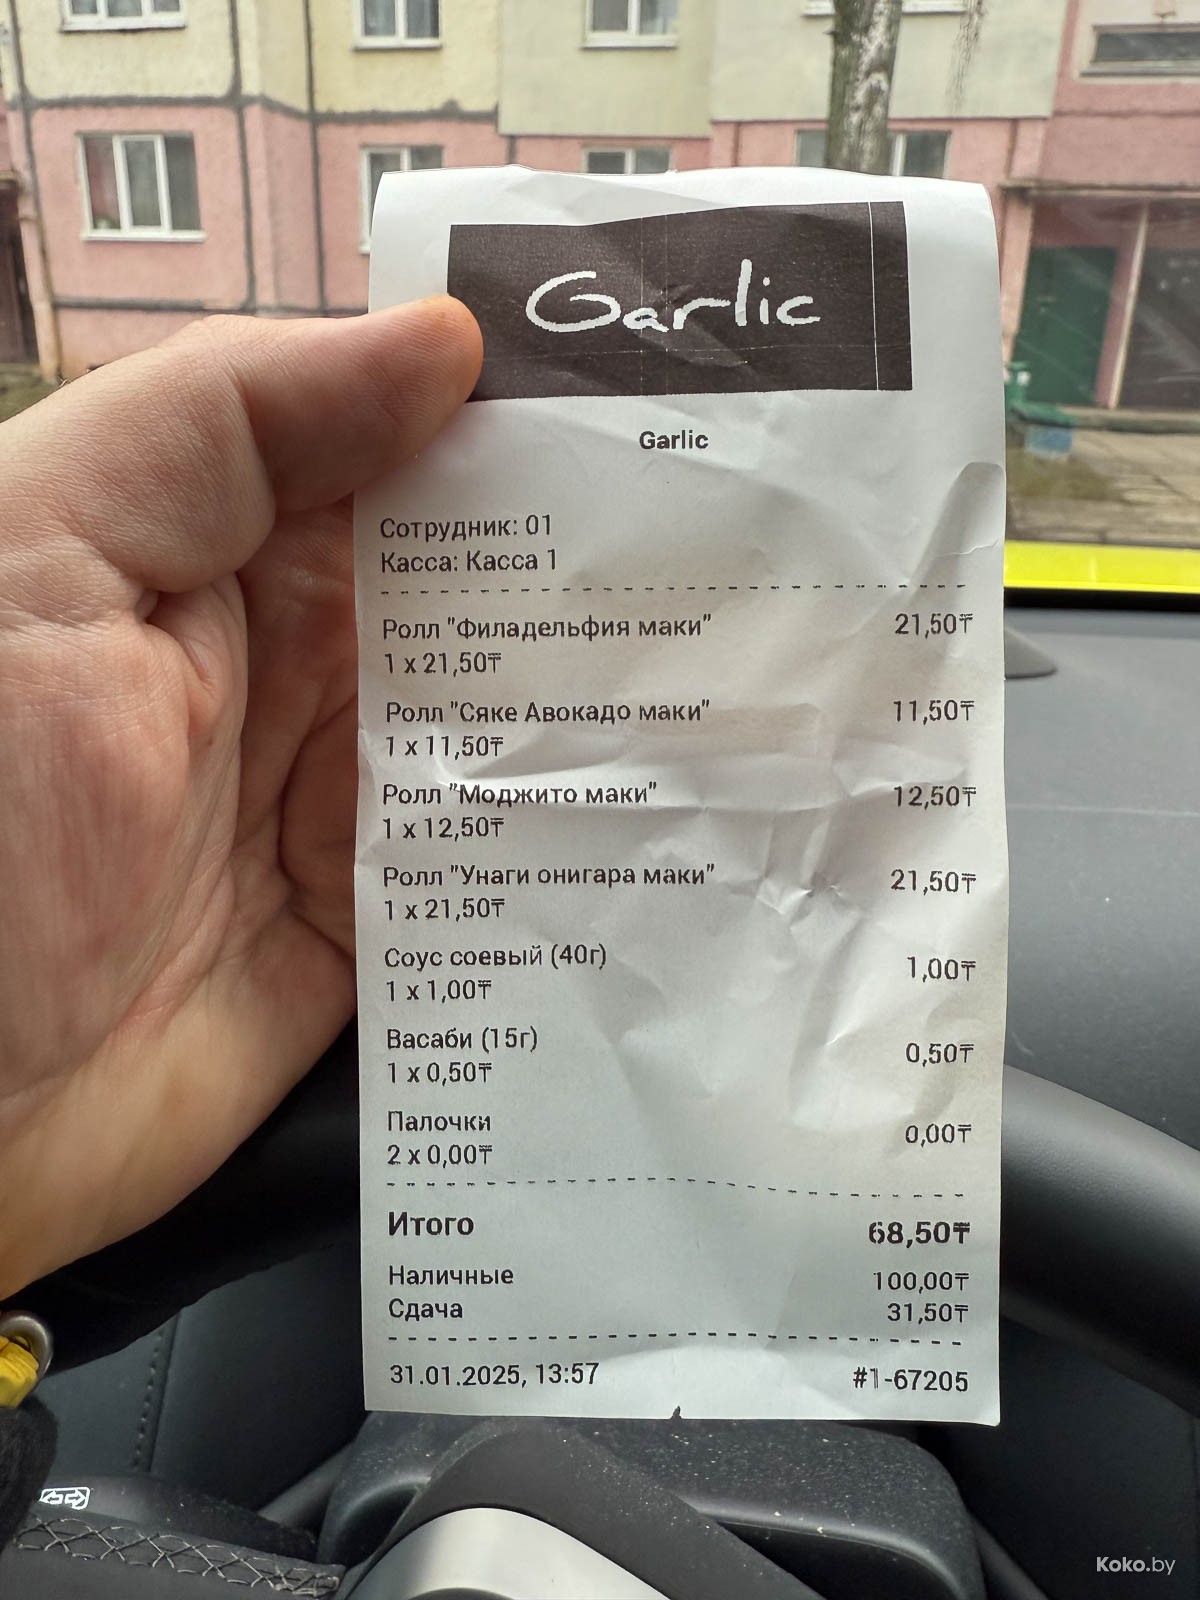 Garlic
Garlic
Сотрудник: 01
Касса: Касса 1
Ролл "Филадельфия маки" 21,50₸
1 x 21,50₸
Ролл "Сяке Авокадо маки" 11,50₸
1 x 11,50₸
Ролл "Моджито маки" 12,50₸
1 x 12,50₸
Ролл "Унаги онигара маки" 21,50₸
1 x 21,50₸
Соус соевый (40г) 1,00₸
1 x 1,00₸
Васаби (15г) 0,50₸
1 x 0,50₸
Палочки 0,00₸
2 x 0,00₸
Итого 68,50₸
Наличные 100,00₸
Сдача 31,50₸
31.01.2025, 13:57 #1-67205
Koko.by